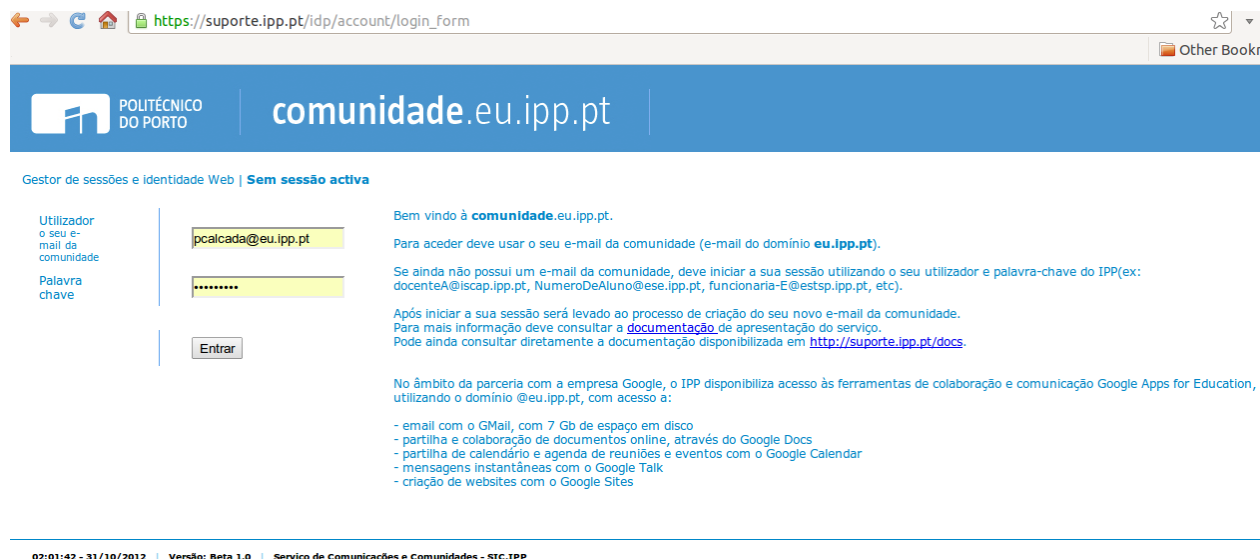 https://suporte.ipp.pt/idp/account/login_form
Other Bookr
POLITÉCNICO
DO PORTO
comunidade.eu.ipp.pt
Gestor de sessões e identidade Web | Sem sessão activa
Utilizador
o seu e-
mail da
comunidade
pcalcada@eu.ipp.pt
Palavra
chave
•••••••••
Entrar
Bem vindo à comunidade.eu.ipp.pt.
Para aceder deve usar o seu e-mail da comunidade (e-mail do domínio eu.ipp.pt).
Se ainda não possui um e-mail da comunidade, deve iniciar a sua sessão utilizando o seu utilizador e palavra-chave do IPP(ex:
docenteA@iscap.ipp.pt, NumeroDeAluno@ese.ipp.pt, funcionaria-E@estsp.ipp.pt, etc).
Após iniciar a sua sessão será levado ao processo de criação do seu novo e-mail da comunidade.
Para mais informação deve consultar a documentação de apresentação do serviço.
Pode ainda consultar diretamente a documentação disponibilizada em http://suporte.ipp.pt/docs.
No âmbito da parceria com a empresa Google, o IPP disponibiliza acesso às ferramentas de colaboração e comunicação Google Apps for Education,
utilizando o domínio @eu.ipp.pt, com acesso a:
- email com o GMail, com 7 Gb de espaço em disco
- partilha e colaboração de documentos online, através do Google Docs
- partilha de calendário e agenda de reuniões e eventos com o Google Calendar
- mensagens instantâneas com o Google Talk
- criação de websites com o Google Sites
02:01:42 - 31/10/2012 | Versão: Beta 1.0 | Serviço de Comunicações e Comunidades - SIC.IPP